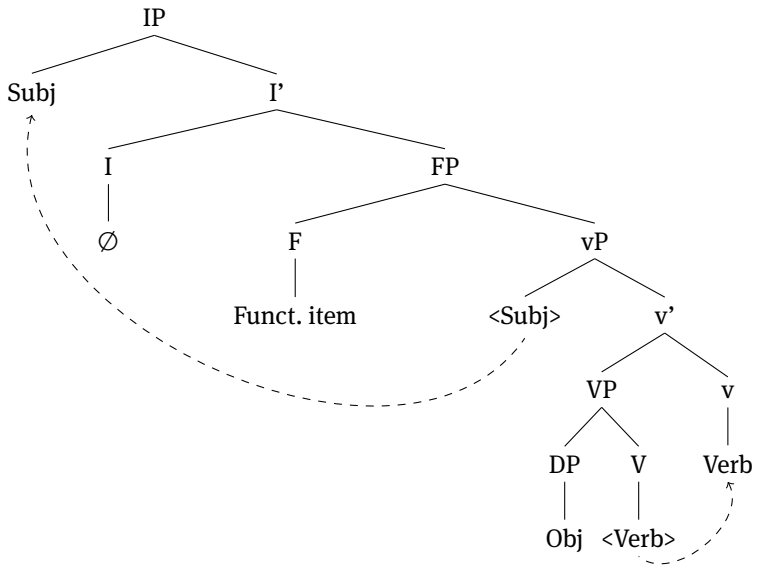 IP
Subj I’
I FP
∅ F vP
Funct. item <Subj> v’
VP v
DP V Verb
Obj <Verb>